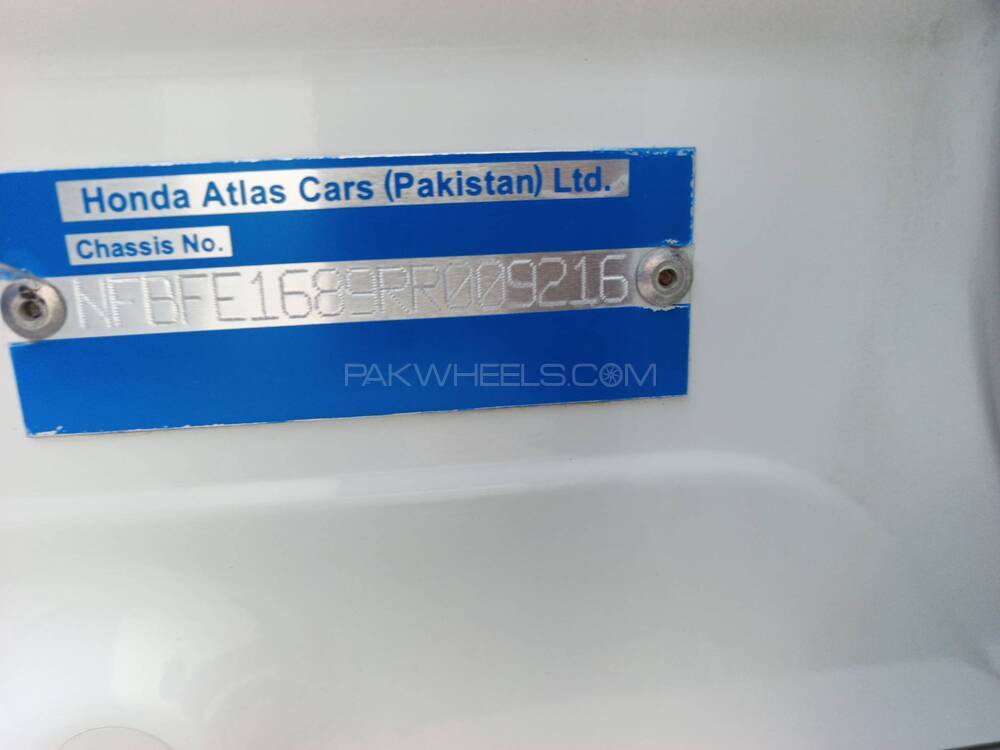 Honda Atlas Cars (Pakistan) Ltd.
Chassis No.
NFBFE1689RR009216
PAKWHEELS.COM